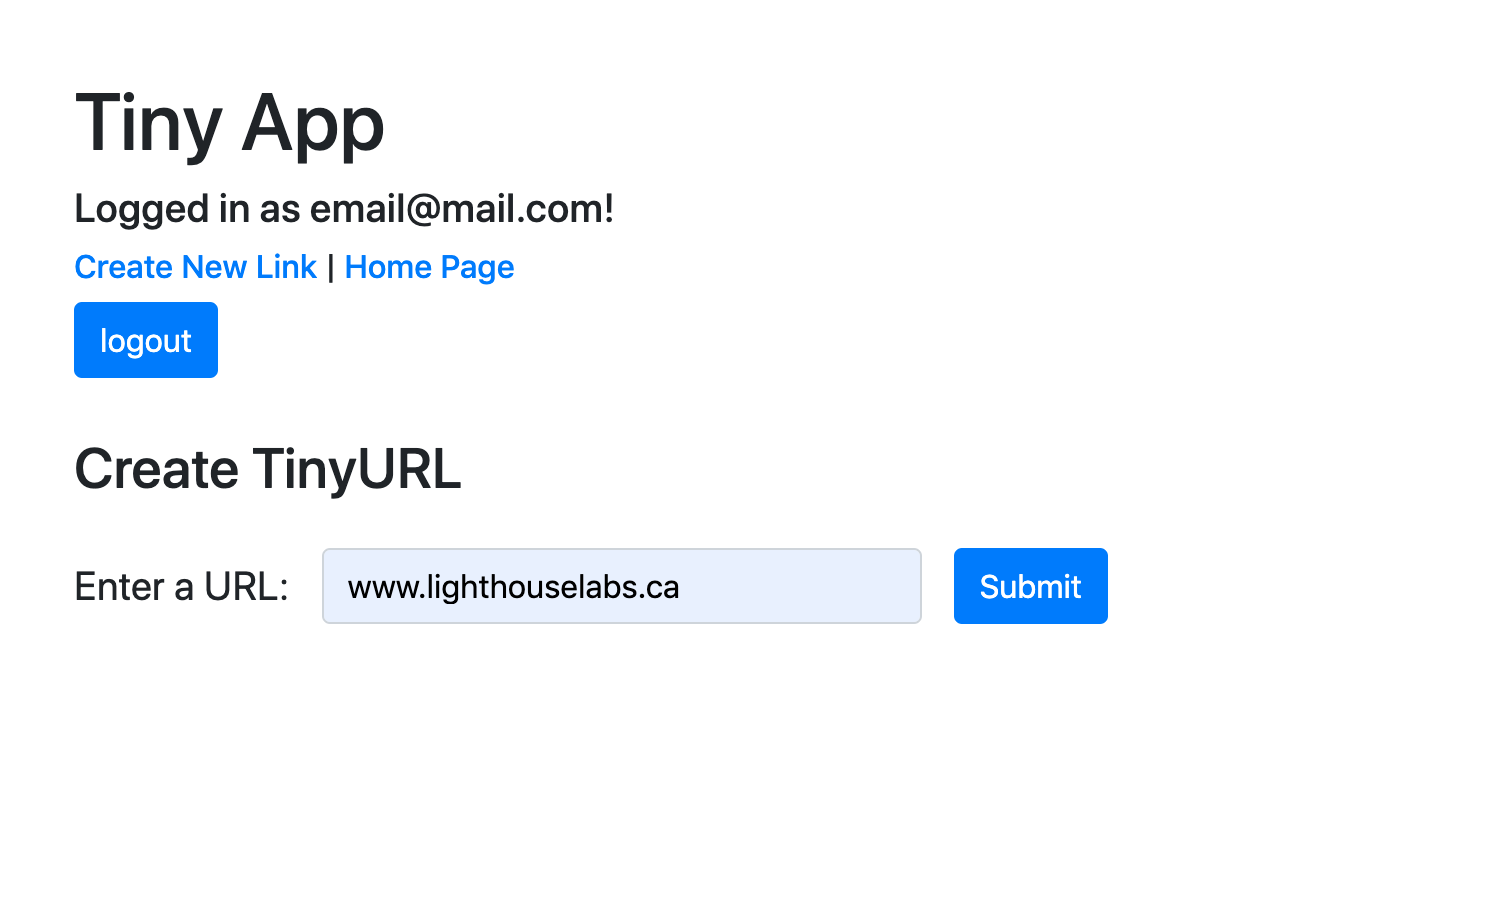 Tiny App
Logged in as email@mail.com!
Create New Link | Home Page
logout
Create TinyURL
Enter a URL: www.lighthouselabs.ca Submit